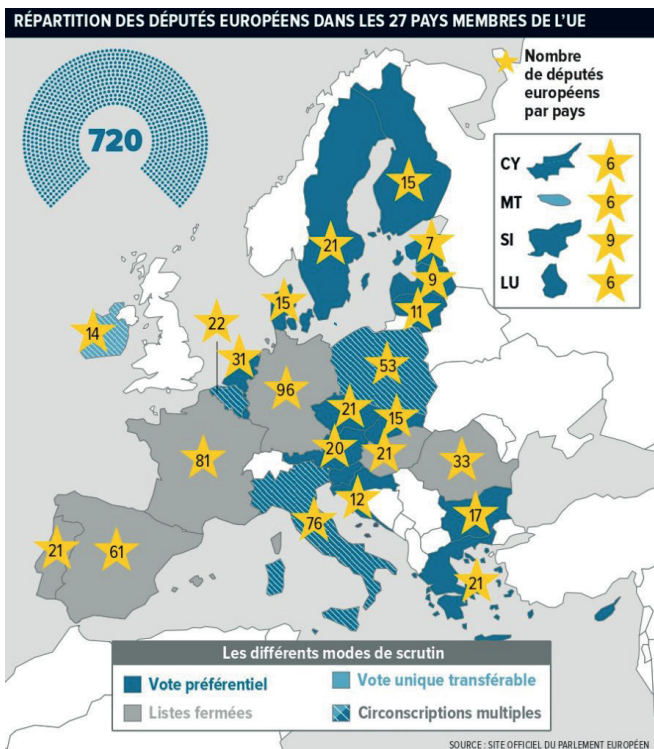 RÉPARTITION DES DÉPUTÉS EUROPÉENS DANS LES 27 PAYS MEMBRES DE L'UE
720
Nombre
de députés
européens
par pays
CY 6
MT 6
SI 9
LU 6
15
21
7
9
11
15
14
22
31
53
96
21
15
20
21
33
81
12
17
76
21
61
21
Les différents modes de scrutin
Vote préférentiel
Vote unique transférable
Listes fermées
Circonscriptions multiples
SOURCE : SITE OFFICIEL DU PARLEMENT EUROPÉEN